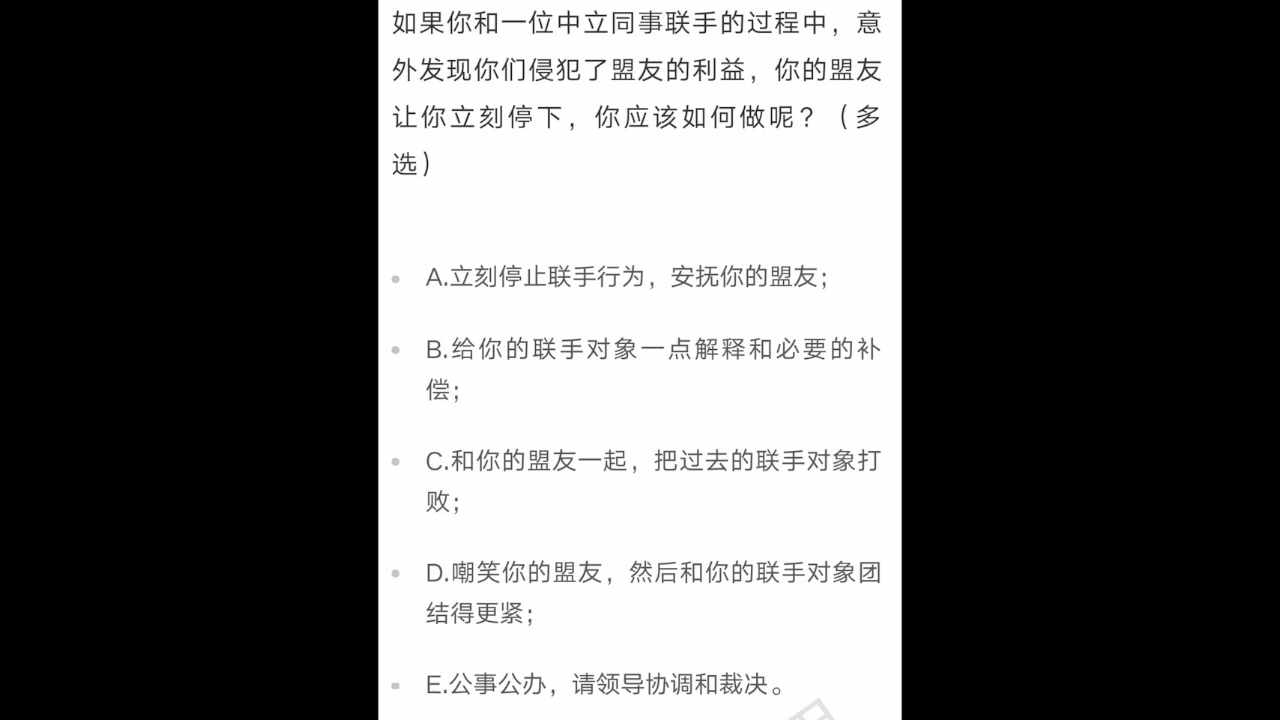 如果你和一位中立同事联手的过程中，意
外发现你们侵犯了盟友的利益，你的盟友
让你立刻停下，你应该如何做呢？（多
选）
A.立刻停止联手行为，安抚你的盟友；
B.给你的联手对象一点解释和必要的补
偿；
C.和你的盟友一起，把过去的联手对象打
败；
D.嘲笑你的盟友，然后和你的联手对象团
结得更紧；
E.公事公办，请领导协调和裁决。